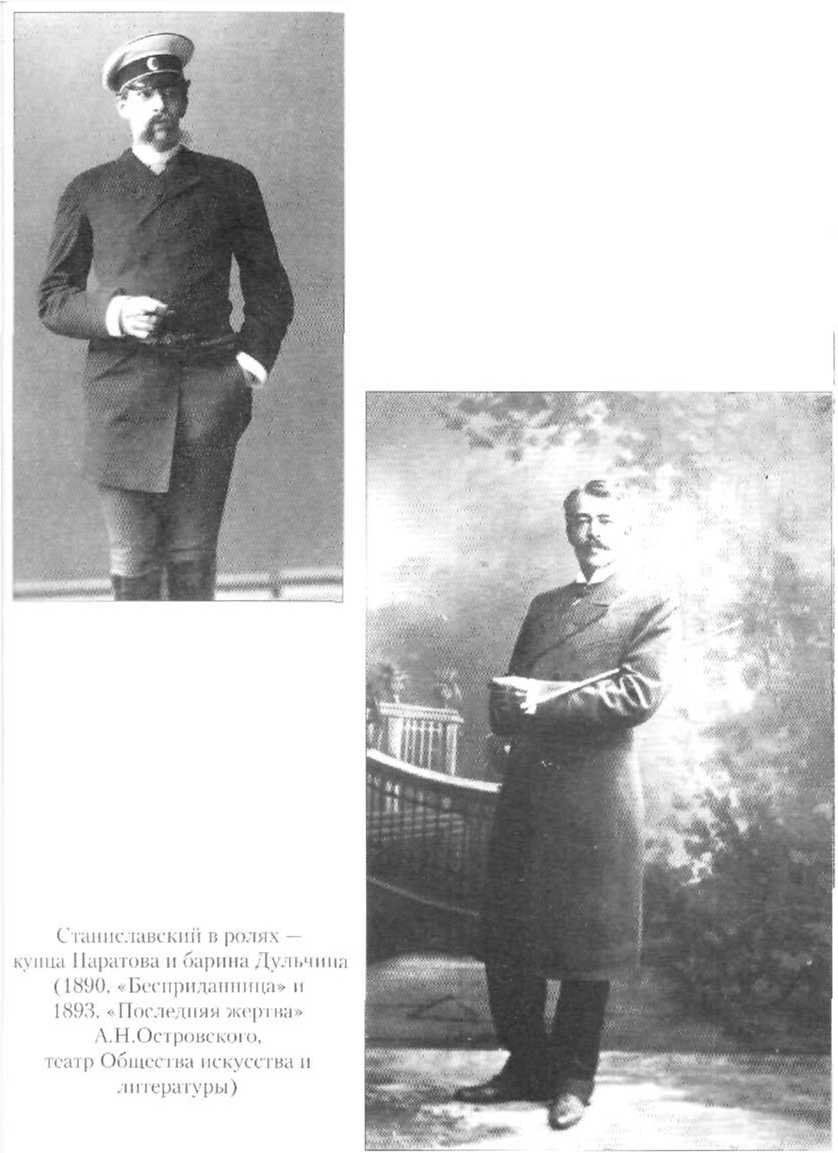 Станиславский в ролях —
купца Паратова и барина Дульчина
(1890, «Бесприданница» и
1893, «Последняя жертва»
А.Н.Островского,
театр Общества искусства и
литературы)